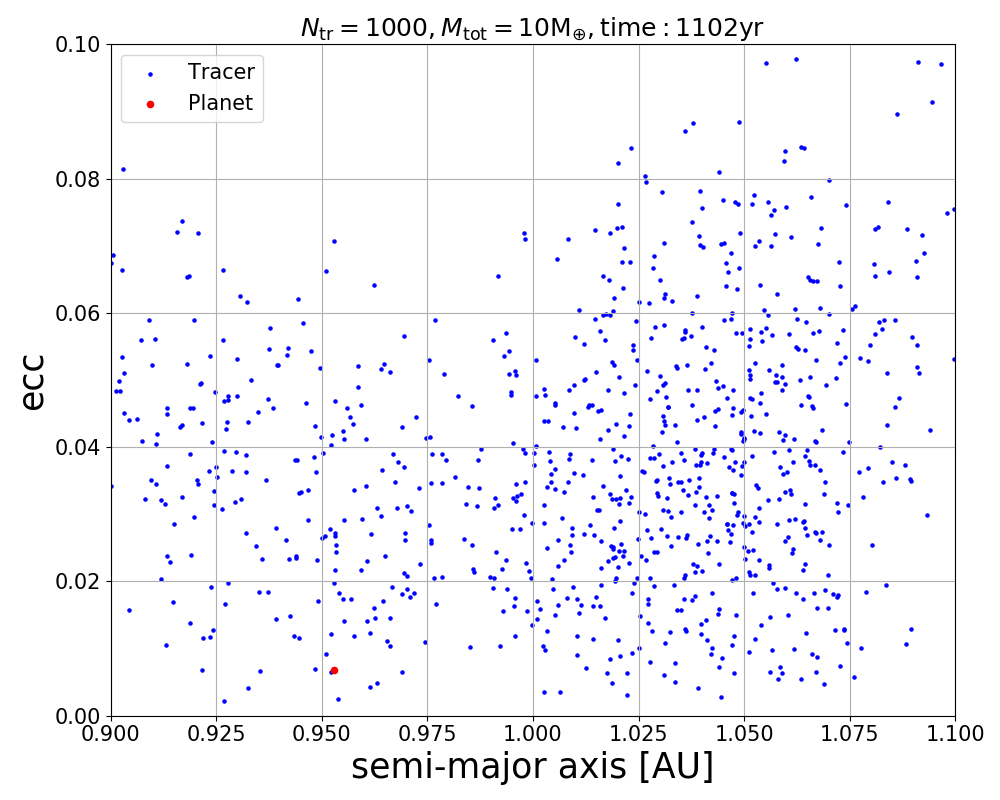 N_tr = 1000, M_tot = 10M_⊕, time : 1102yr
Tracer
Planet
ecc
0.10
0.08
0.06
0.04
0.02
0.00
0.900 0.925 0.950 0.975 1.000 1.025 1.050 1.075 1.100
semi-major axis [AU]